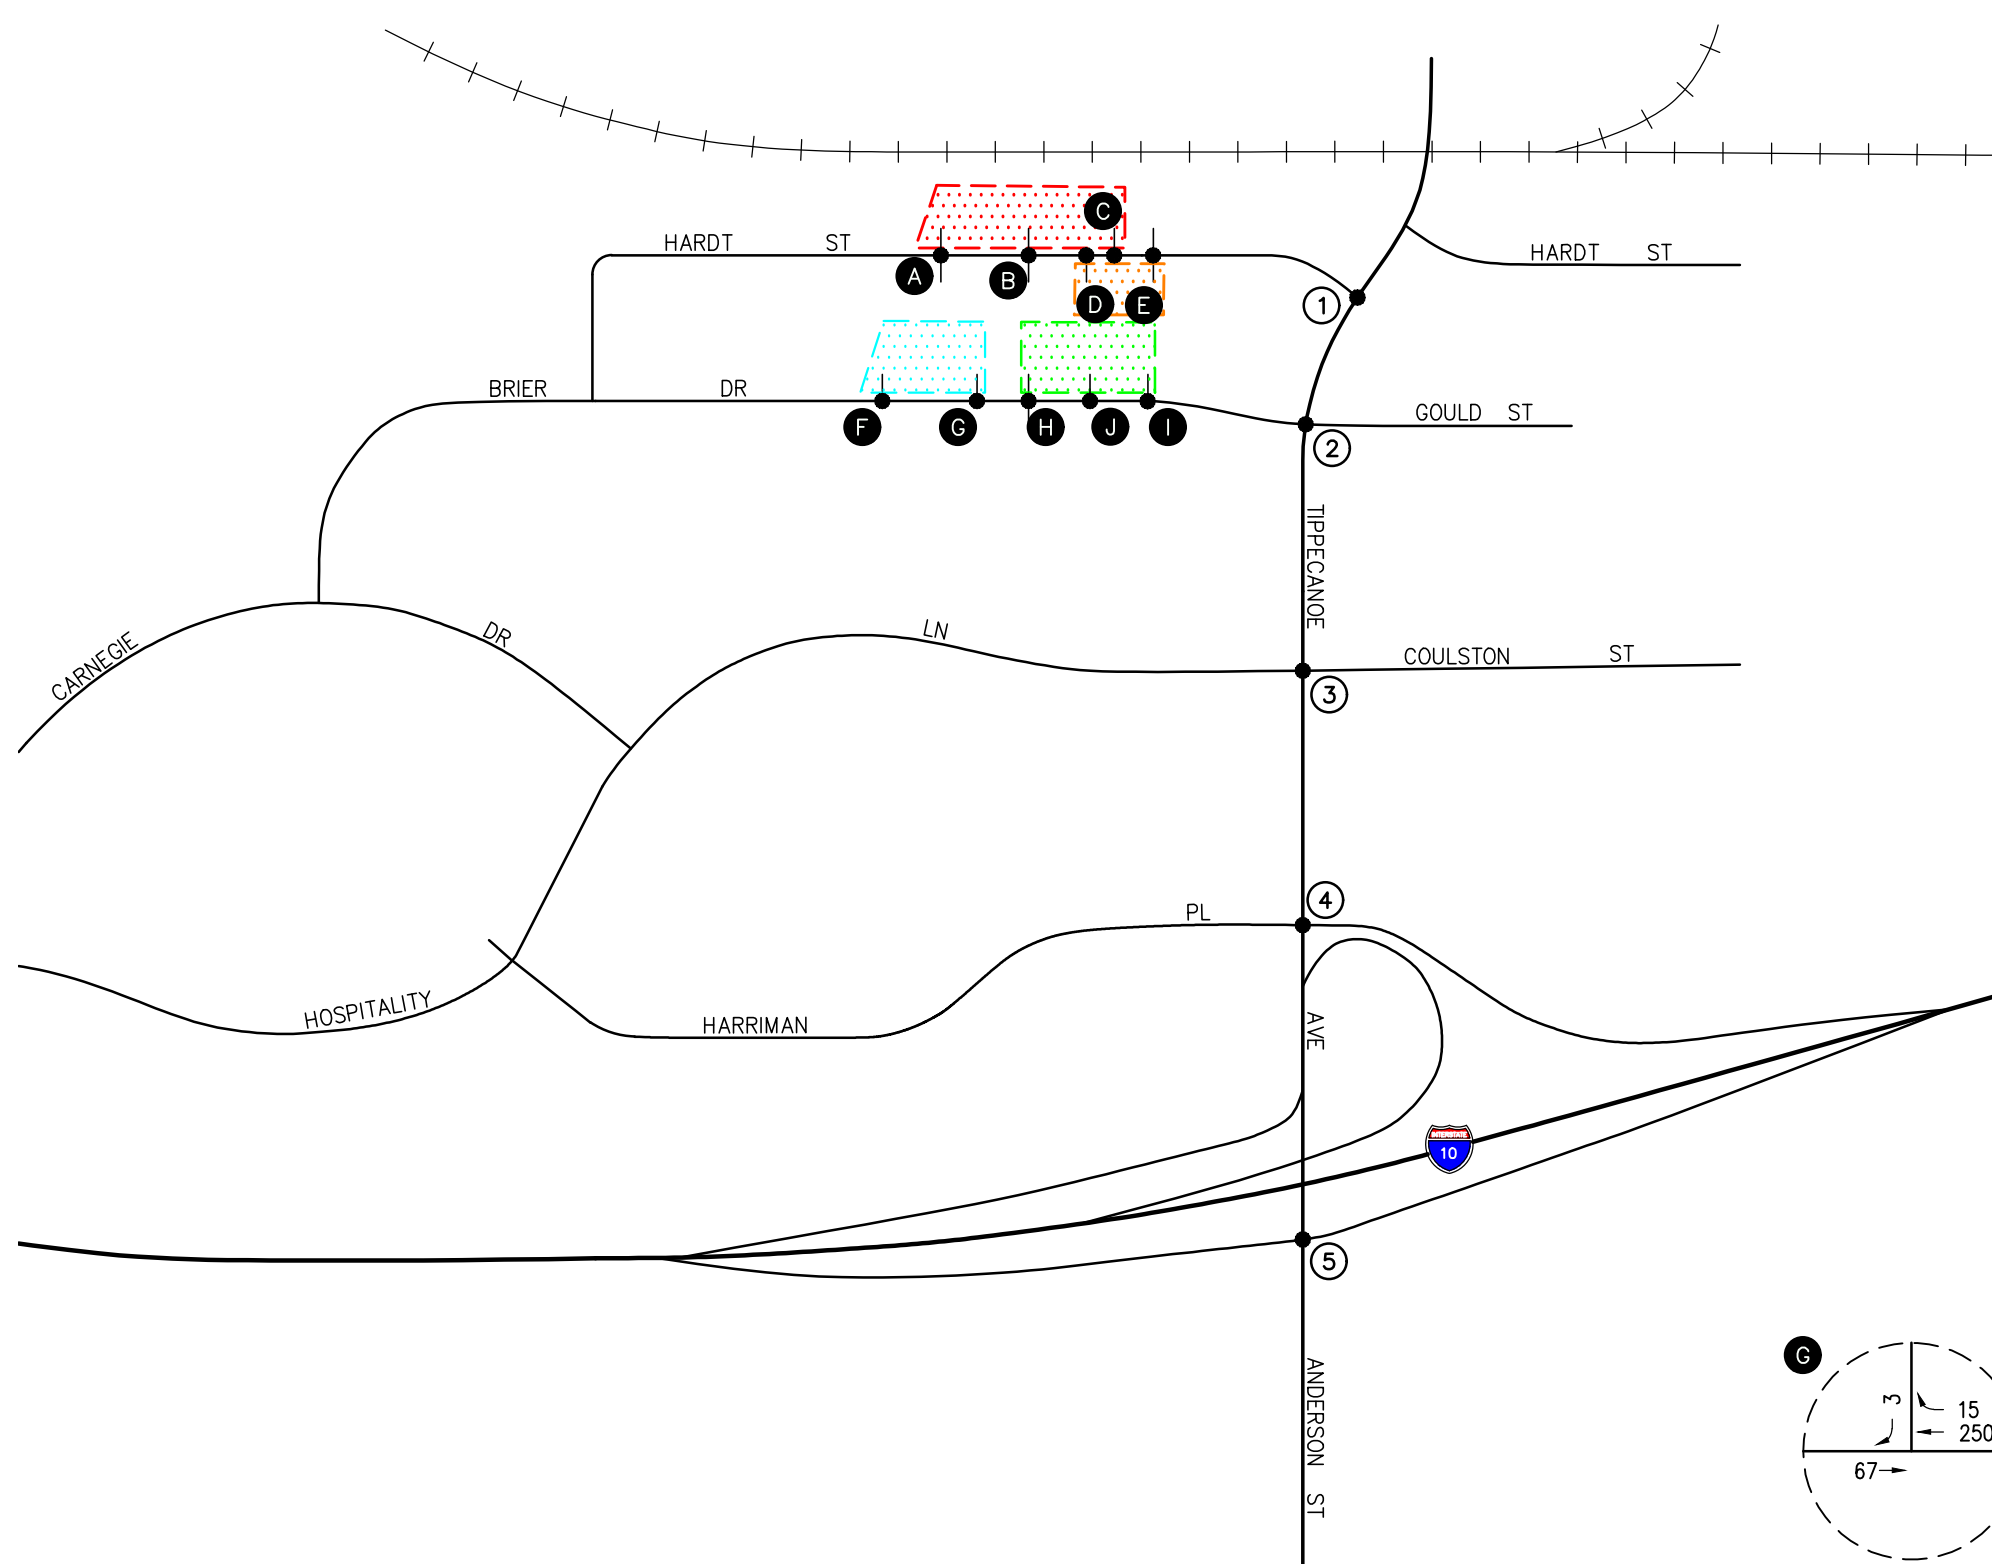 C
HARDT ST
HARDT ST
A
B
D
E
1
BRIER DR
GOULD ST
F
G
H
J
I
2
TIPPECANOE
CARNEGIE DR
LN
COULSTON ST
3
4
PL
HOSPITALITY
HARRIMAN
AVE
INTERSTATE
10
5
ANDERSON ST
G
3
15
250
67